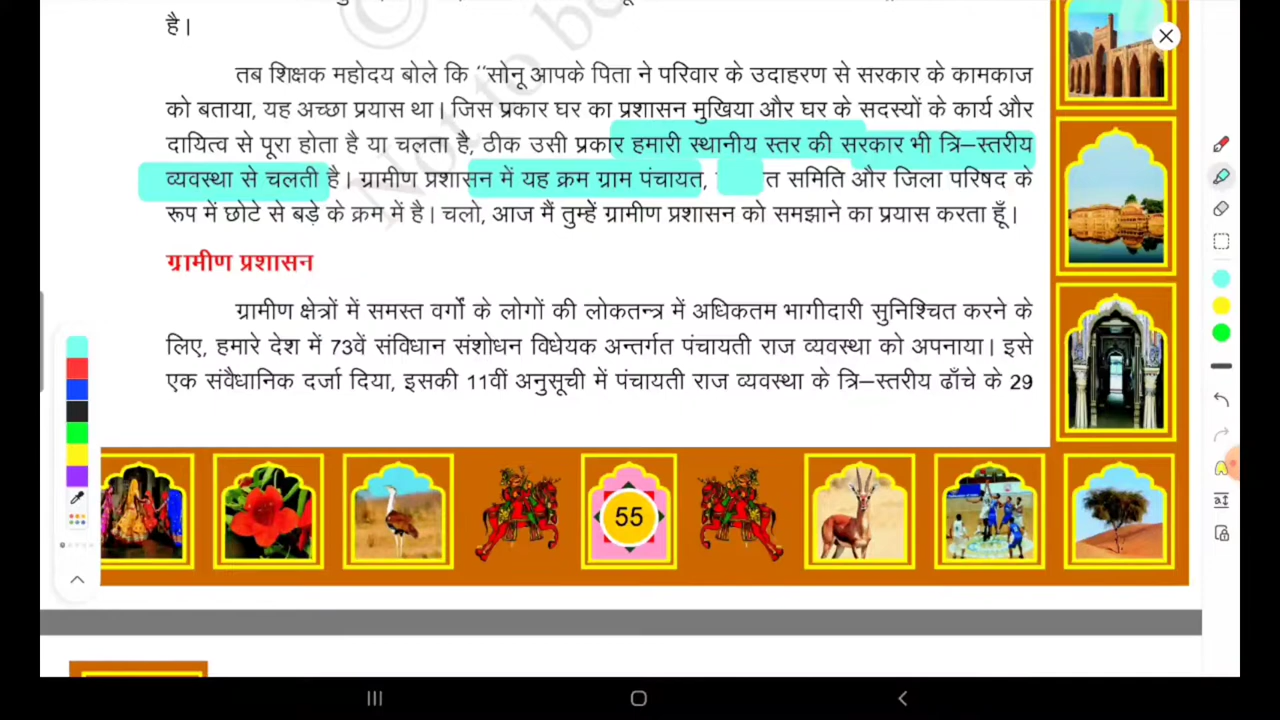 है।
तब शिक्षक महोदय बोले कि ‘‘सोनू आपके पिता ने परिवार के उदाहरण से सरकार के कामकाज
को बताया, यह अच्छा प्रयास था। जिस प्रकार घर का प्रशासन मुखिया और घर के सदस्यों के कार्य और
दायित्व से पूरा होता है या चलता है, ठीक उसी प्रकार हमारी स्थानीय स्तर की सरकार भी त्रि–स्तरीय
व्यवस्था से चलती है। ग्रामीण प्रशासन में यह क्रम ग्राम पंचायत, त समिति और जिला परिषद के
रूप में छोटे से बड़े के क्रम में है। चलो, आज मैं तुम्हें ग्रामीण प्रशासन को समझाने का प्रयास करता हूँ।
ग्रामीण प्रशासन
ग्रामीण क्षेत्रों में समस्त वर्गों के लोगों की लोकतन्त्र में अधिकतम भागीदारी सुनिश्चित करने के
लिए, हमारे देश में 73वें संविधान संशोधन विधेयक अन्तर्गत पंचायती राज व्यवस्था को अपनाया। इसे
एक संवैधानिक दर्जा दिया, इसकी 11वीं अनुसूची में पंचायती राज व्यवस्था के त्रि–स्तरीय ढाँचे के 29
55